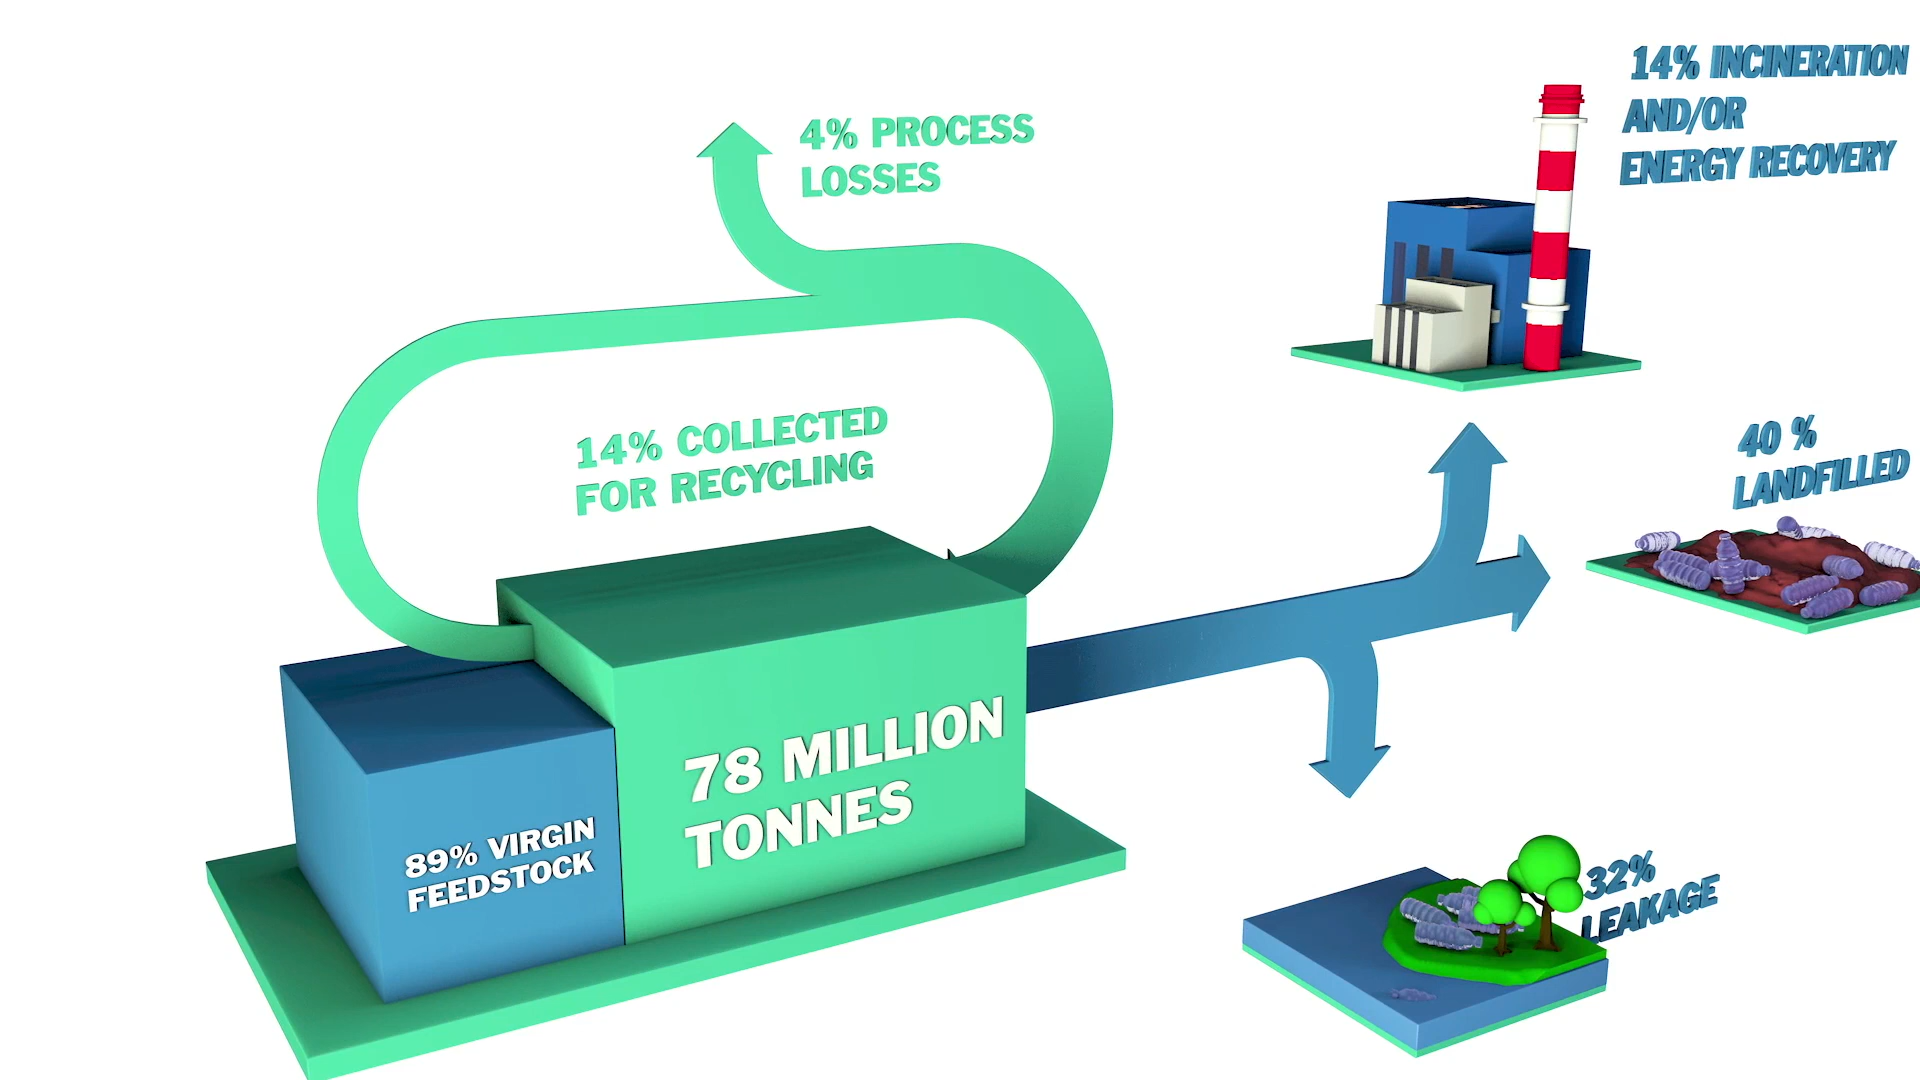 14% INCINERATION
AND/OR
ENERGY RECOVERY
4% PROCESS
LOSSES
14% COLLECTED
FOR RECYCLING
40 %
LANDFILLED
78 MILLION
TONNES
89% VIRGIN
FEEDSTOCK
32%
LEAKAGE